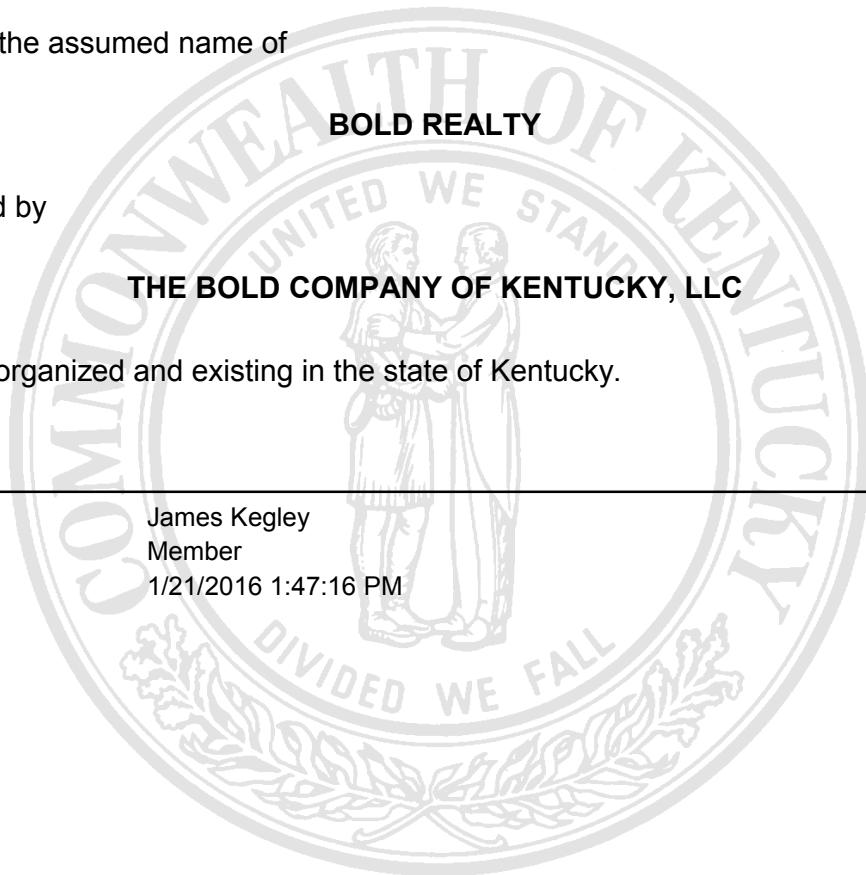 the assumed name of
BOLD REALTY
d by
THE BOLD COMPANY OF KENTUCKY, LLC
organized and existing in the state of Kentucky.
James Kegley
Member
1/21/2016 1:47:16 PM
COMMONWEALTH OF KENTUCKY
UNITED WE STAND
DIVIDED WE FALL